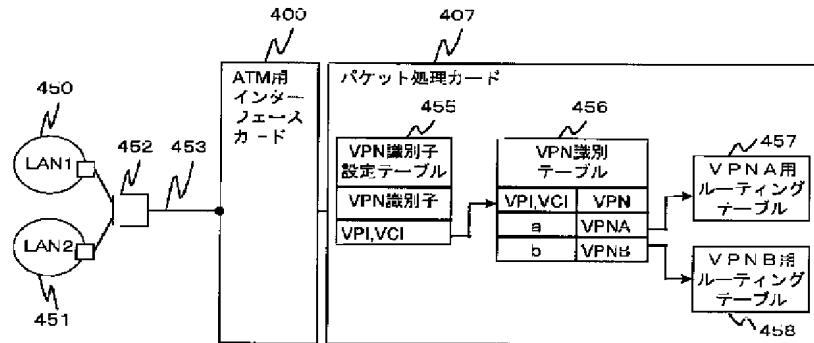 400
407
ATM用
インター
フェース
カード
パケット処理カード
450
452
453
LAN1
LAN2
451
455
VPN識別子
設定テーブル
VPN識別子
VPI,VCI
456
VPN識別
テーブル
VPI,VCI VPN
a VPNA
b VPNB
457
VPNA用
ルーティング
テーブル
VPNB用
ルーティング
テーブル
458